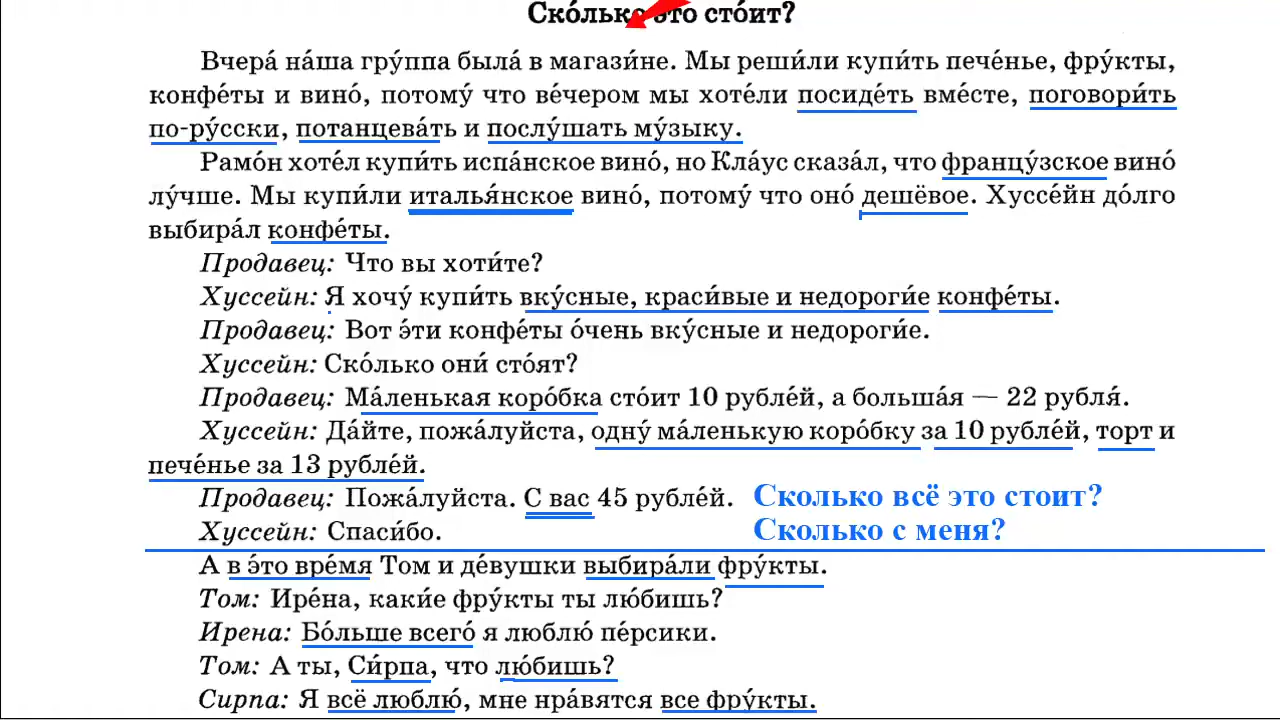 Ско́лько э́то сто́ит?
Вчера́ на́ша гру́ппа была́ в магази́не. Мы реши́ли купи́ть пече́нье, фру́кты,
конфе́ты и вино́, потому́ что ве́чером мы хоте́ли посиде́ть вме́сте, поговори́ть
по-ру́сски, потанцева́ть и послу́шать му́зыку.
Рамо́н хоте́л купи́ть испа́нское вино́, но Кла́ус сказа́л, что францу́зское вино́
лу́чше. Мы купи́ли италья́нское вино́, потому́ что оно́ дешёвое. Хуссе́йн до́лго
выбира́л конфе́ты.
Продавец: Что вы хоти́те?
Хуссейн: Я хочу́ купи́ть вку́сные, краси́вые и недороги́е конфе́ты.
Продавец: Вот э́ти конфе́ты о́чень вку́сные и недороги́е.
Хуссейн: Ско́лько они́ сто́ят?
Продавец: Ма́ленькая коро́бка сто́ит 10 рубле́й, а больша́я — 22 рубля́.
Хуссейн: Да́йте, пожа́луйста, одну́ ма́ленькую коро́бку за 10 рубле́й, торт и
пече́нье за 13 рубле́й.
Продавец: Пожа́луйста. С вас 45 рубле́й. Сколько всё это стоит?
Хуссейн: Спаси́бо. Сколько с меня?
А в э́то вре́мя Том и де́вушки выбира́ли фру́кты.
Том: Ире́на, каки́е фру́кты ты лю́бишь?
Ирена: Бо́льше всего́ я люблю́ пе́рсики.
Том: А ты, Си́рпа, что лю́бишь?
Сирпа: Я всё люблю́, мне нра́вятся все фру́кты.